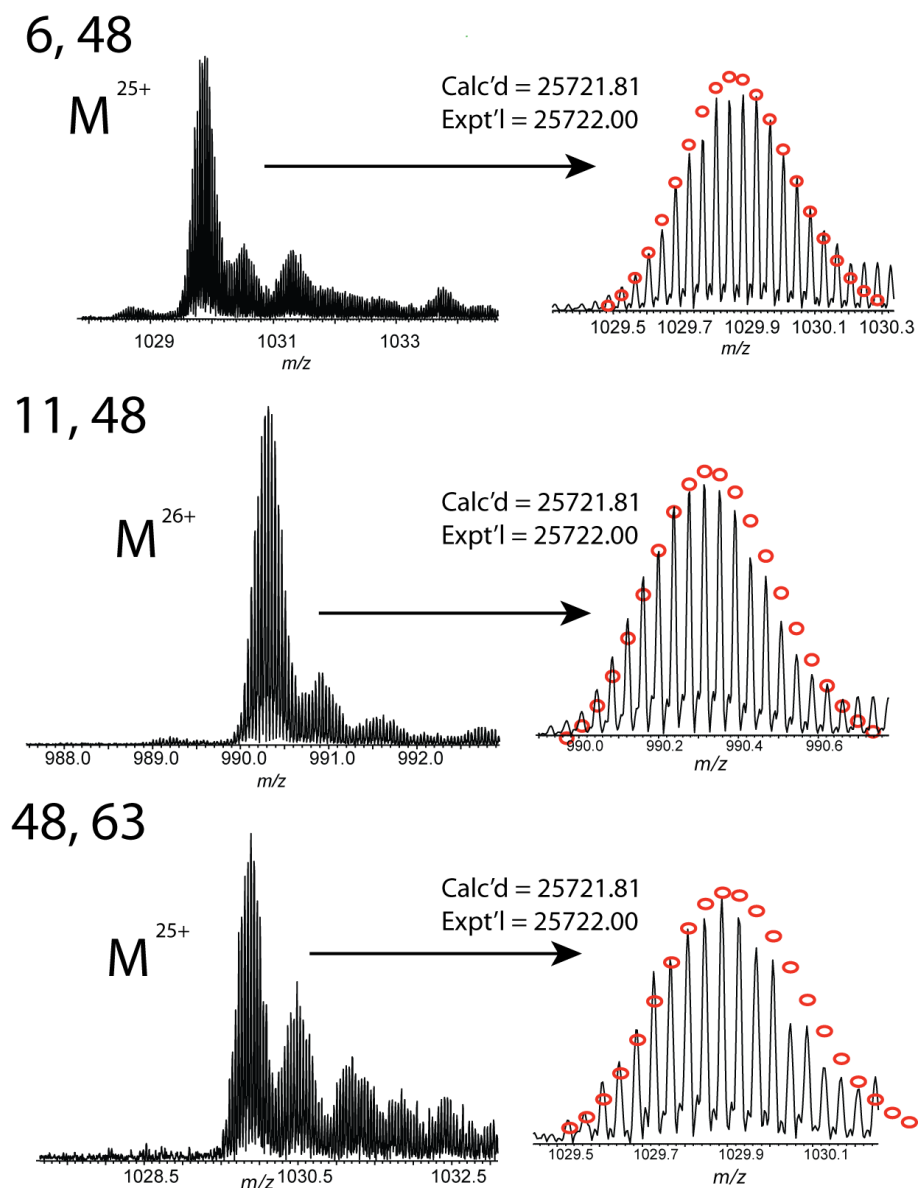 6, 48
M 25+
Calc'd = 25721.81
Expt'l = 25722.00
1029 1031 1033
m/z
1029.5 1029.7 1029.9 1030.1 1030.3
m/z
11, 48
M 26+
Calc'd = 25721.81
Expt'l = 25722.00
988.0 989.0 990.0 991.0 992.0
m/z
990.0 990.2 990.4 990.6
m/z
48, 63
M 25+
Calc'd = 25721.81
Expt'l = 25722.00
1028.5 1030.5 1032.5
m/z
1029.5 1029.7 1029.9 1030.1
m/z